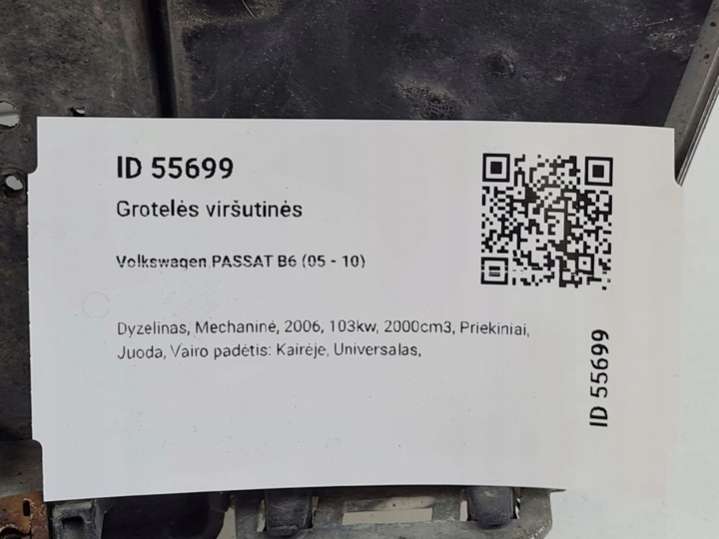 ID 55699
Grotelės viršutinės
Volkswagen PASSAT B6 (05 - 10)
Dyzelinas, Mechaninė, 2006, 103kw, 2000cm3, Priekiniai,
Juoda, Vairo padėtis: Kairėje, Universalas,
ID 55699